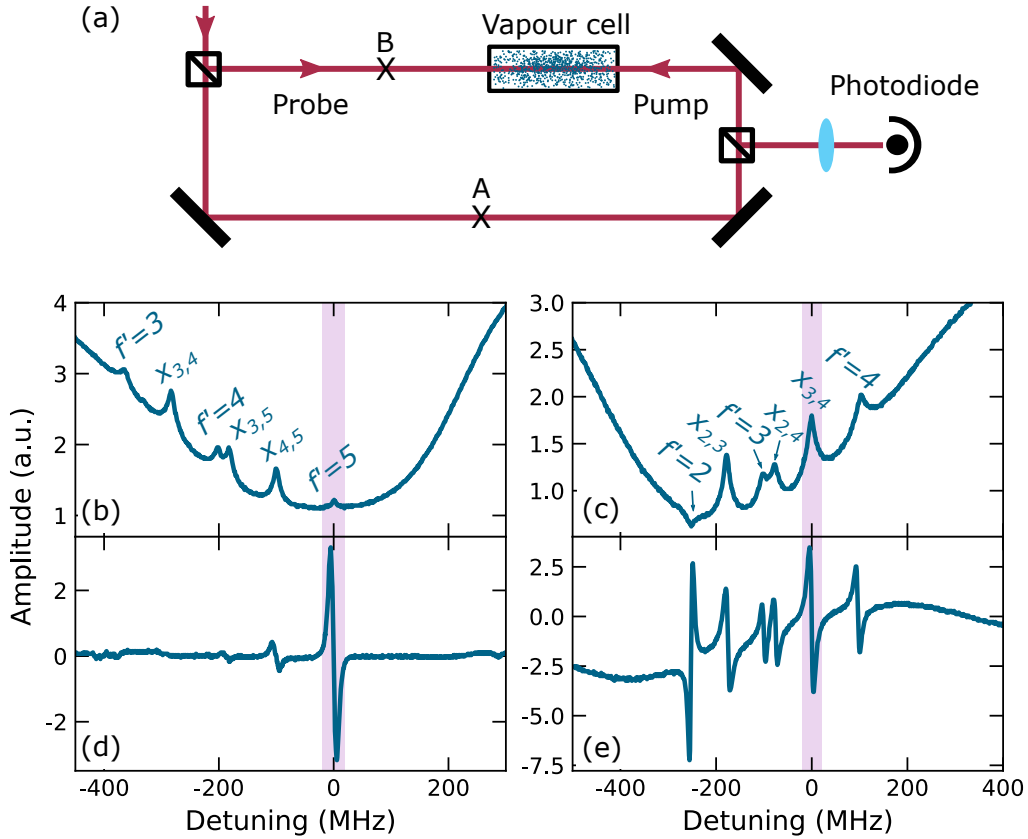 (a)
Vapour cell
B
X
Probe
Pump
Photodiode
A
X
Amplitude (a.u.)
4
3
2
1
f'=3
x3,4
f'=4
x3,5
x4,5
f'=5
(b)
3.0
2.5
2.0
1.5
1.0
f'=2
x2,3
f'=3
x2,4
x3,4
f'=4
(c)
2
0
-2
(d)
-400 -200 0 200
Detuning (MHz)
2.5
0.0
-2.5
-5.0
-7.5
(e)
-400 -200 0 200 400
Detuning (MHz)